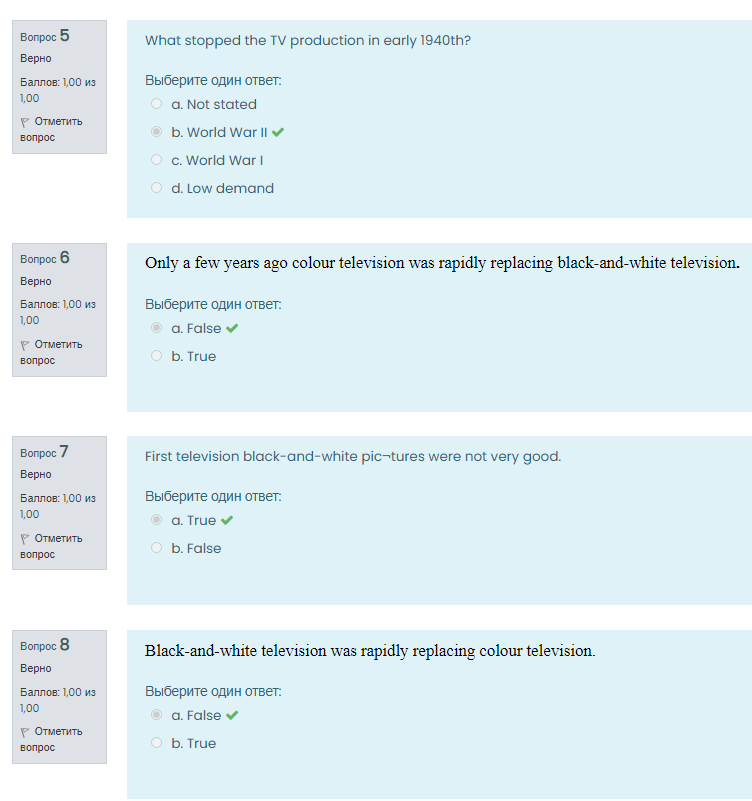 Вопрос 5
Верно
Баллов: 1,00 из
1,00
Отметить
вопрос
What stopped the TV production in early 1940th?
Выберите один ответ:
a. Not stated
b. World War II
c. World War I
d. Low demand
Вопрос 6
Верно
Баллов: 1,00 из
1,00
Отметить
вопрос
Only a few years ago colour television was rapidly replacing black-and-white television.
Выберите один ответ:
a. False
b. True
Вопрос 7
Верно
Баллов: 1,00 из
1,00
Отметить
вопрос
First television black-and-white pic¬tures were not very good.
Выберите один ответ:
a. True
b. False
Вопрос 8
Верно
Баллов: 1,00 из
1,00
Отметить
вопрос
Black-and-white television was rapidly replacing colour television.
Выберите один ответ:
a. False
b. True